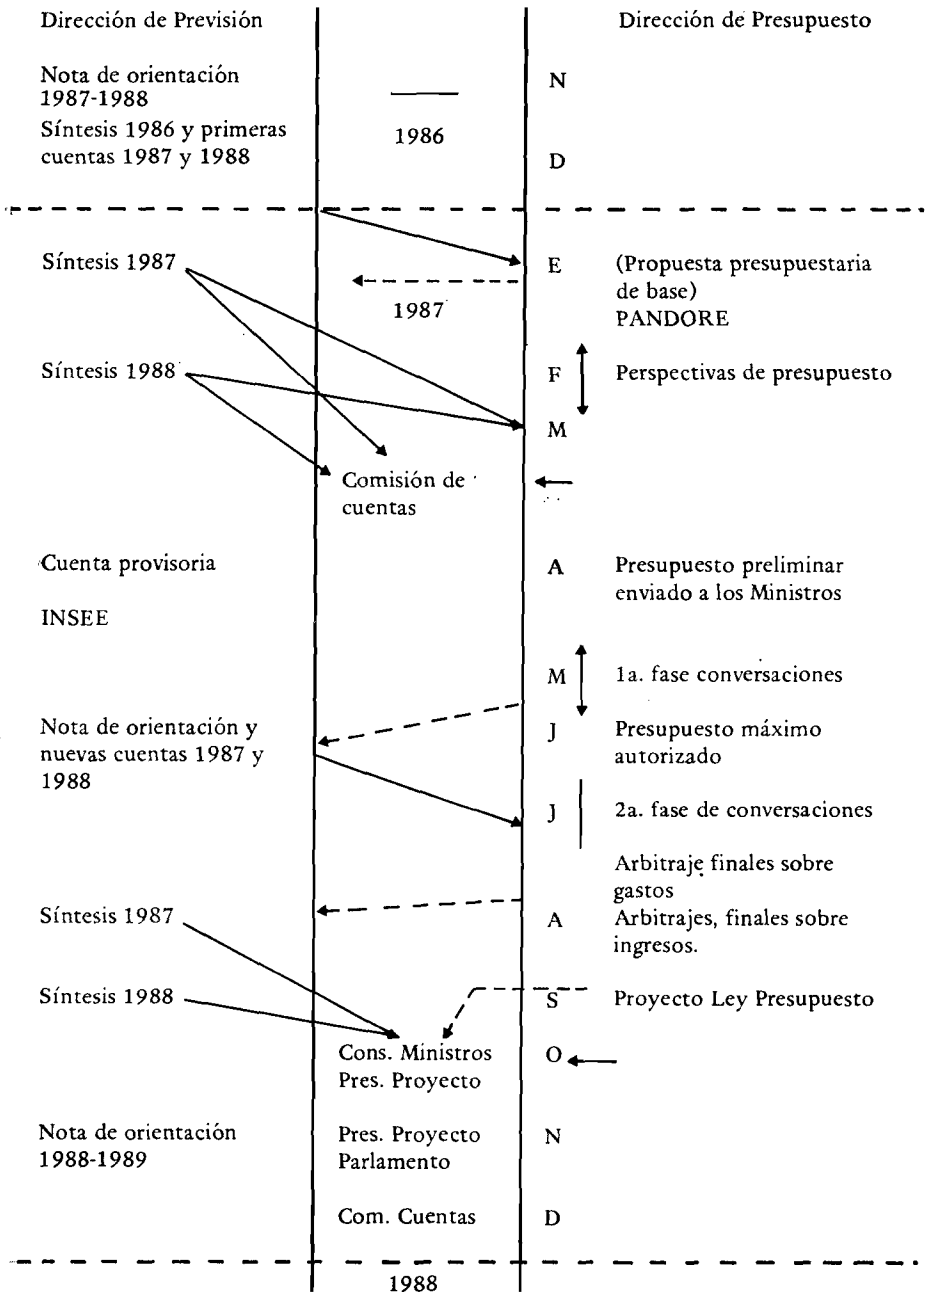 Dirección de Previsión
Dirección de Presupuesto
Nota de orientación
1987-1988
N
Síntesis 1986 y primeras
cuentas 1987 y 1988
1986
D
Síntesis 1987
E
(Propuesta presupuestaria
de base)
PANDORE
1987
Síntesis 1988
F
Perspectivas de presupuesto
M
Comisión de
cuentas
Cuenta provisoria
A
Presupuesto preliminar
enviado a los Ministros
INSEE
M
1a. fase conversaciones
Nota de orientación y
nuevas cuentas 1987 y
1988
J
Presupuesto máximo
autorizado
J
2a. fase de conversaciones
Arbitraje finales sobre
gastos
Síntesis 1987
A
Arbitrajes, finales sobre
ingresos.
Síntesis 1988
S
Proyecto Ley Presupuesto
Cons. Ministros
Pres. Proyecto
O
Nota de orientación
1988-1989
Pres. Proyecto
Parlamento
N
Com. Cuentas
D
1988